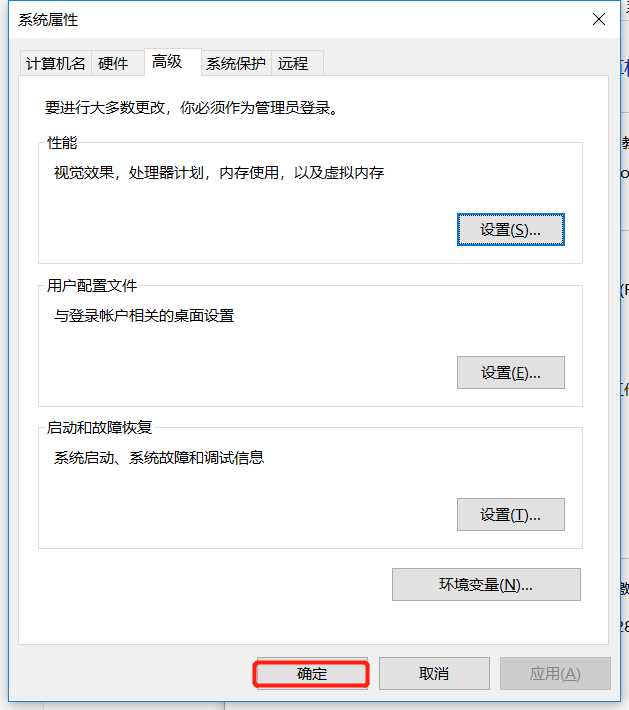 系统属性
计算机名 硬件 高级 系统保护 远程
要进行大多数更改，你必须作为管理员登录。
性能
视觉效果，处理器计划，内存使用，以及虚拟内存
设置(S)...
用户配置文件
与登录帐户相关的桌面设置
设置(E)...
启动和故障恢复
系统启动、系统故障和调试信息
设置(T)...
环境变量(N)...
确定 取消 应用(A)